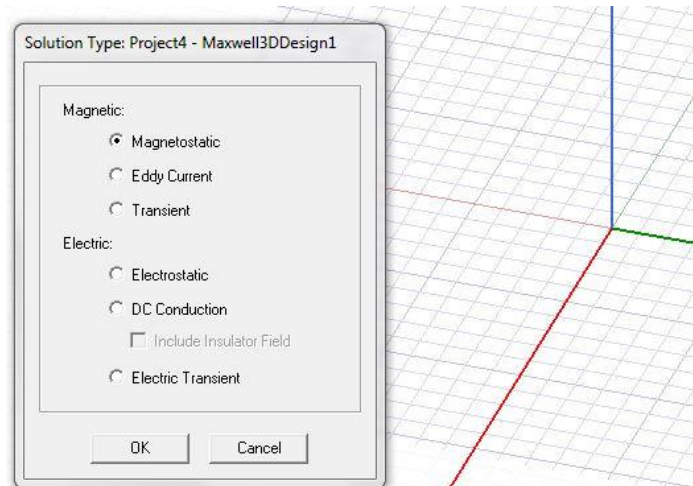 Solution Type: Project4 - Maxwell3DDesign1
Magnetic:
Magnetostatic
Eddy Current
Transient
Electric:
Electrostatic
DC Conduction
Include Insulator Field
Electric Transient
OK
Cancel